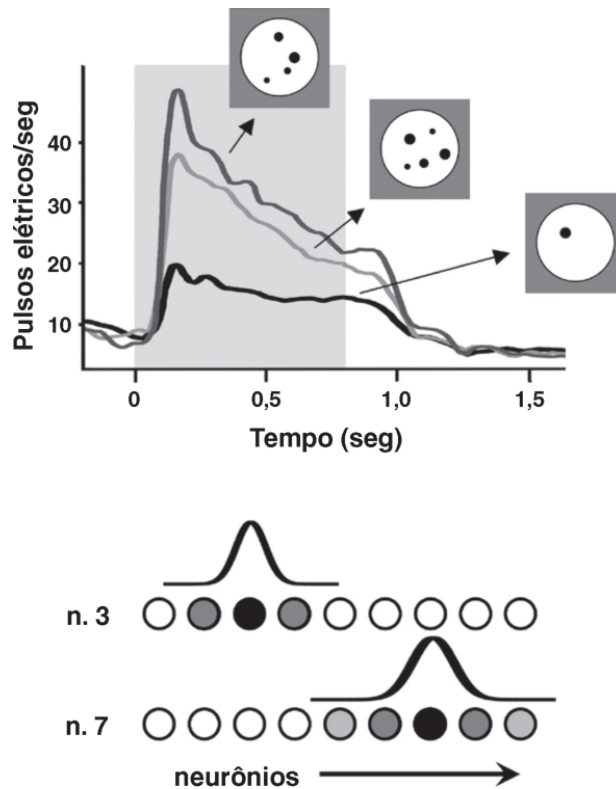 Pulsos elétricos/seg
40
30
20
10
0
0,5
1,0
1,5
Tempo (seg)
n. 3
n. 7
neurônios